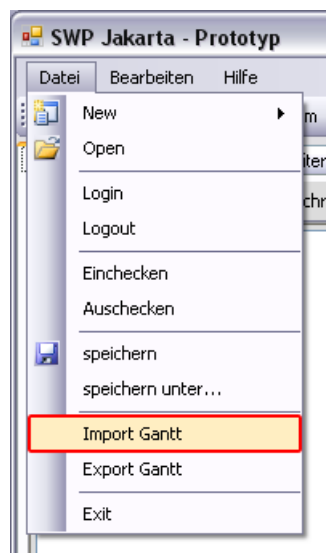 SWP Jakarta - Prototyp
Datei Bearbeiten Hilfe
New
Open
Login
Logout
Einchecken
Auschecken
speichern
speichern unter...
Import Gantt
Export Gantt
Exit